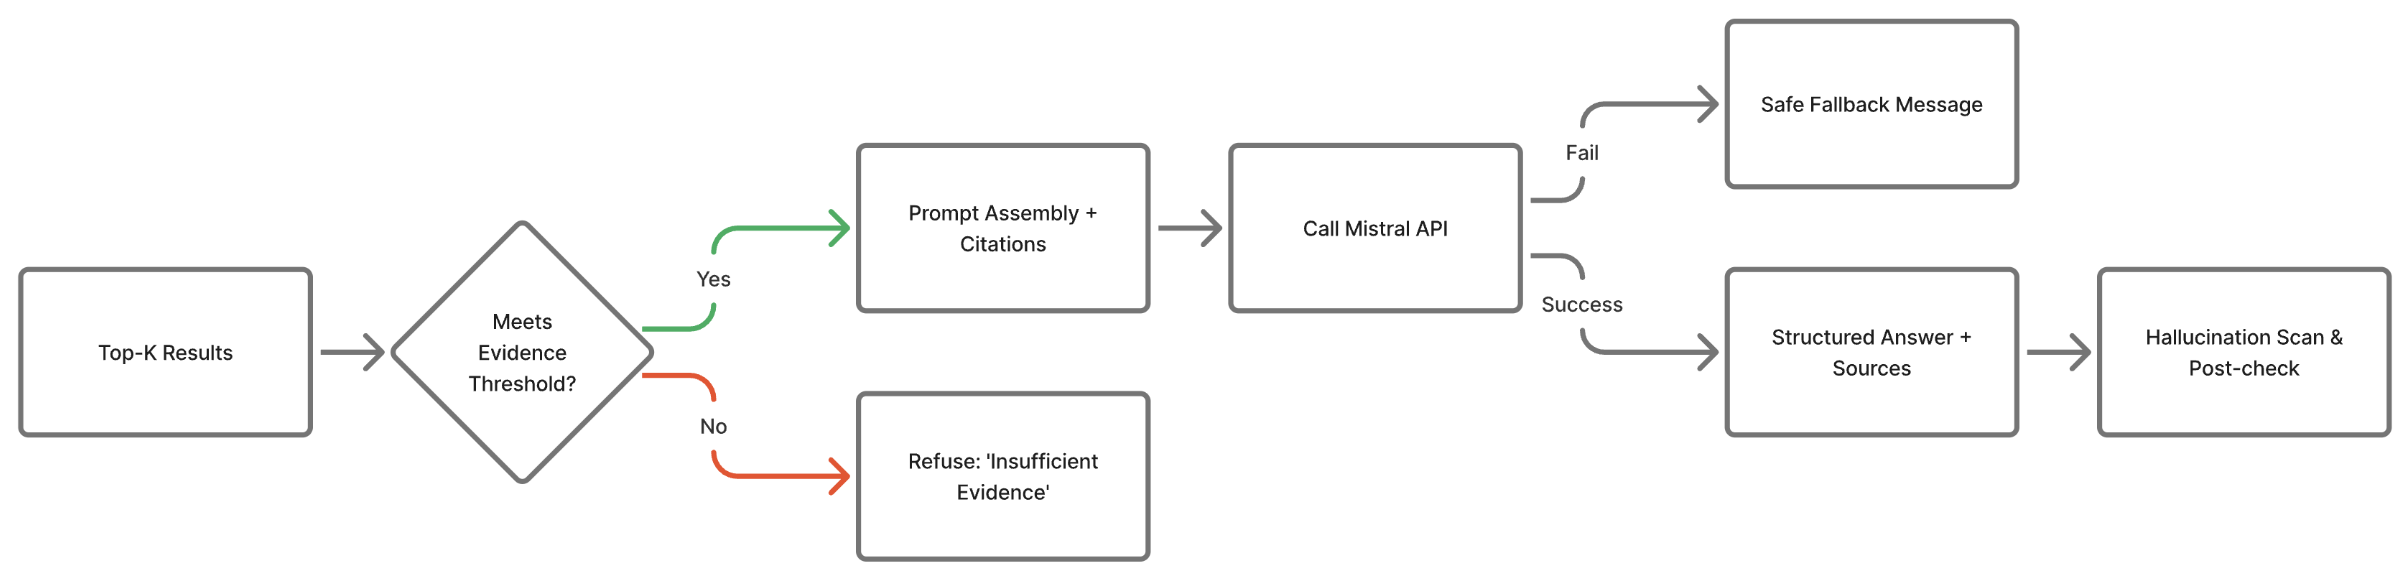 Top-K Results
Meets
Evidence
Threshold?
Yes
No
Prompt Assembly +
Citations
Refuse: 'Insufficient
Evidence'
Call Mistral API
Fail
Success
Safe Fallback Message
Structured Answer +
Sources
Hallucination Scan &
Post-check